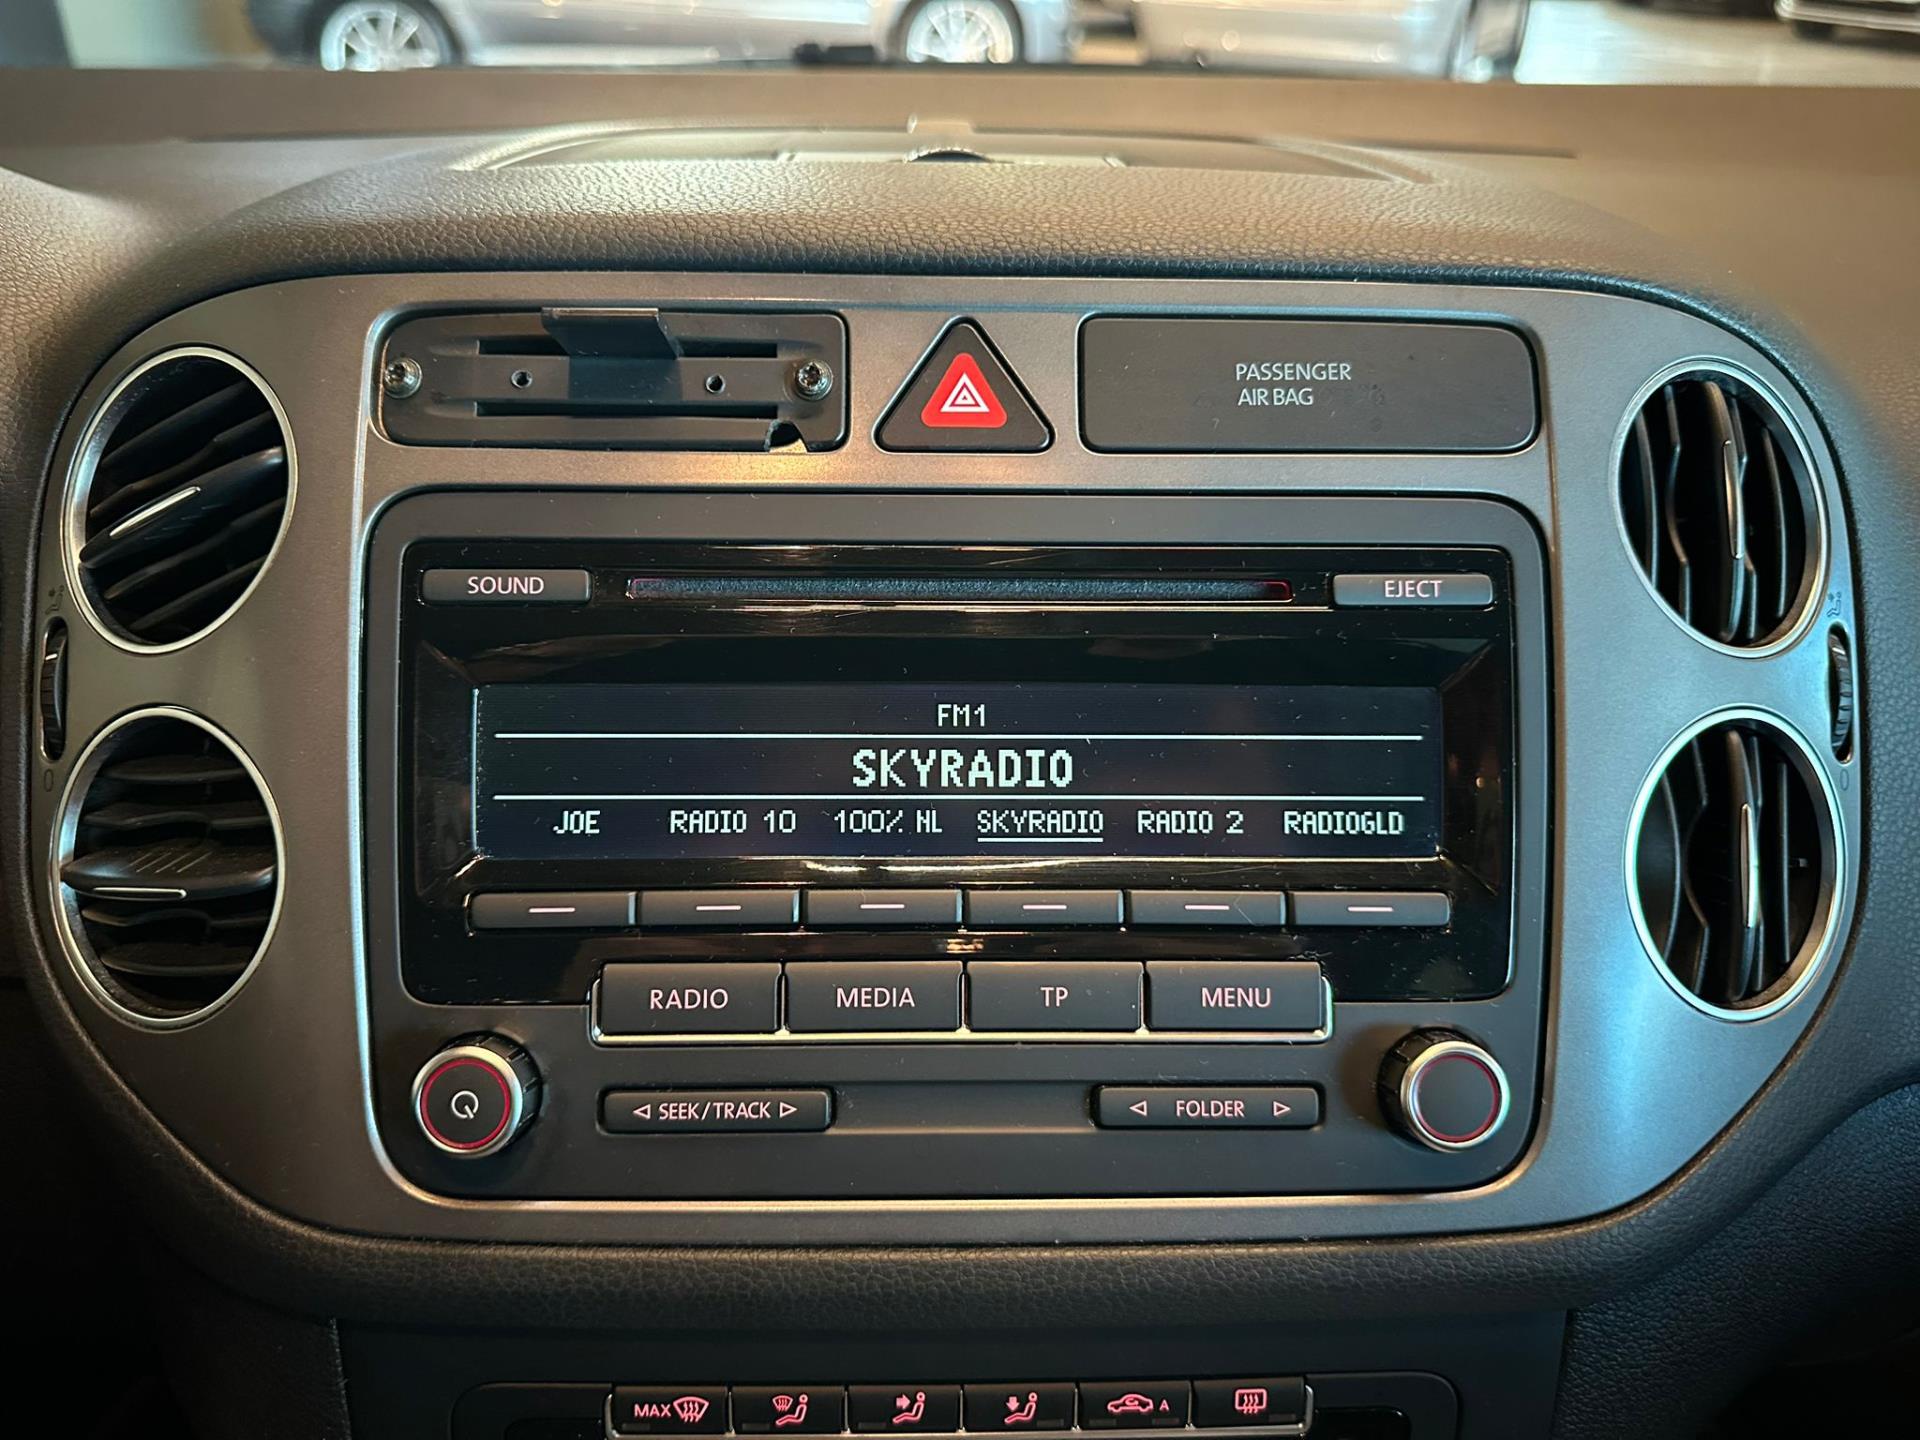 PASSENGER
AIR BAG
SOUND
EJECT
FM1
SKYRADIO
JOE RADIO 10 100% NL SKYRADIO RADIO 2 RADIOGLD
RADIO MEDIA TP MENU
◁ SEEK/TRACK ▷ ◁ FOLDER ▷
MAX A